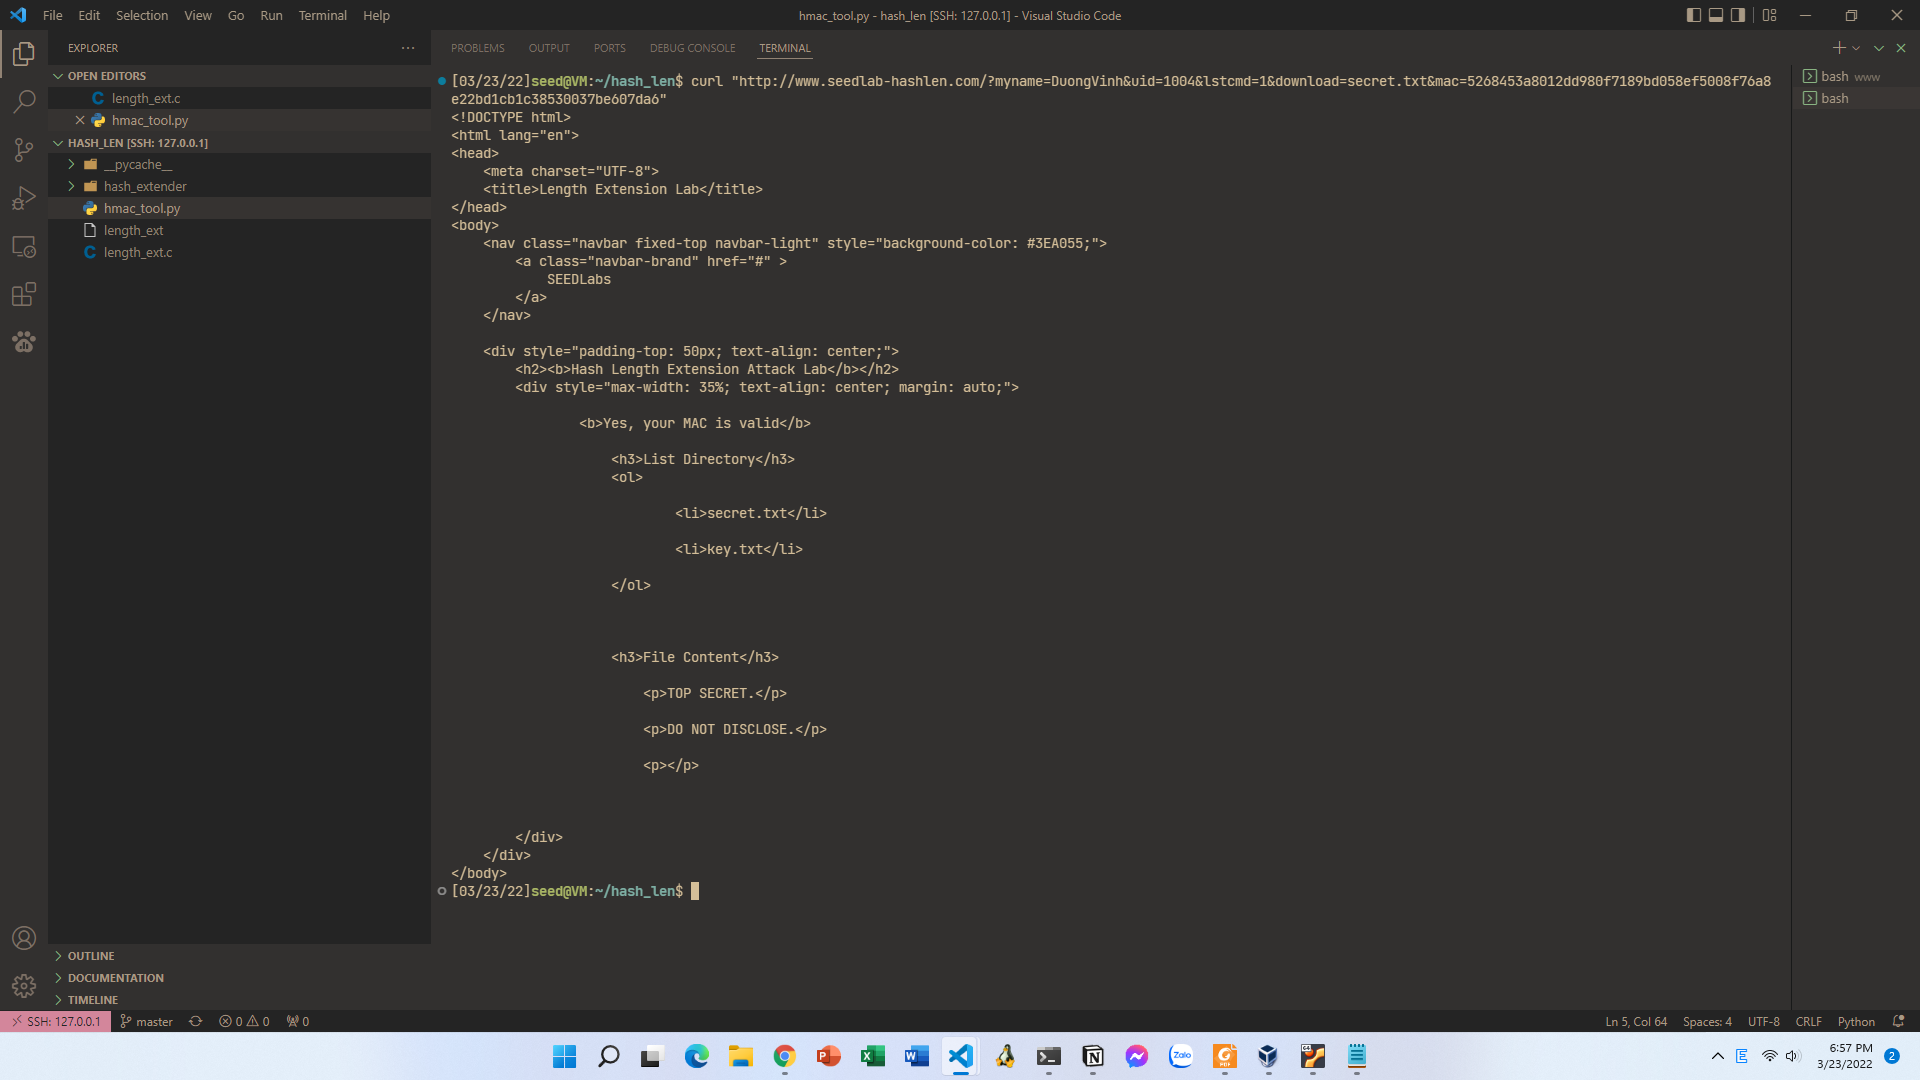 File Edit Selection View Go Run Terminal Help
hmac_tool.py - hash_len [SSH: 127.0.0.1] - Visual Studio Code
EXPLORER
OPEN EDITORS
length_ext.c
hmac_tool.py
HASH_LEN [SSH: 127.0.0.1]
__pycache__
hash_extender
hmac_tool.py
length_ext
length_ext.c
OUTLINE
DOCUMENTATION
TIMELINE
PROBLEMS OUTPUT PORTS DEBUG CONSOLE TERMINAL
[03/23/22]seed@VM:~/hash_len$ curl "http://www.seedlab-hashlen.com/?myname=DuongVinh&uid=1004&lstcmd=1&download=secret.txt&mac=5268453a8012dd980f7189bd058ef5008f76a8
e22bd1cb1c38530037be607da6"
<!DOCTYPE html>
<html lang="en">
<head>
    <meta charset="UTF-8">
    <title>Length Extension Lab</title>
</head>
<body>
    <nav class="navbar fixed-top navbar-light" style="background-color: #3EA055;">
        <a class="navbar-brand" href="#" >
            SEEDLabs
        </a>
    </nav>
    <div style="padding-top: 50px; text-align: center;">
        <h2><b>Hash Length Extension Attack Lab</b></h2>
        <div style="max-width: 35%; text-align: center; margin: auto;">
                <b>Yes, your MAC is valid</b>
                    <h3>List Directory</h3>
                    <ol>
                            <li>secret.txt</li>
                            <li>key.txt</li>
                    </ol>
                    <h3>File Content</h3>
                        <p>TOP SECRET.</p>
                        <p>DO NOT DISCLOSE.</p>
                        <p></p>
        </div>
    </div>
</body>
[03/23/22]seed@VM:~/hash_len$
bash www
bash
SSH: 127.0.0.1 master 0 0 0
Ln 5, Col 64 Spaces: 4 UTF-8 CRLF Python
6:57 PM
3/23/2022
2